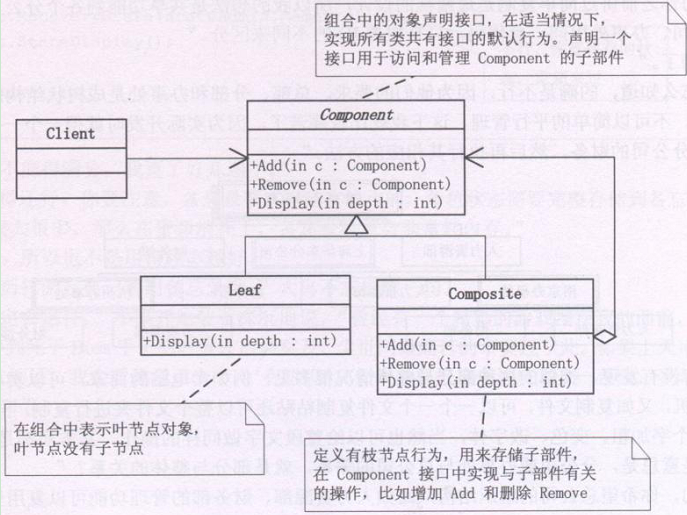 组合中的对象声明接口，在适当情况下，
实现所有类共有接口的默认行为。声明一个
接口用于访问和管理 Component 的子部件
Client
Component
+Add(in c : Component)
+Remove(in c : Component)
+Display(in depth : int)
Leaf
+Display(in depth : int)
Composite
+Add(in c : Component)
+Remove(in c : Component)
+Display(in depth : int)
在组合中表示叶节点对象，
叶节点没有子节点
定义有枝节点行为，用来存储子部件，
在 Component 接口中实现与子部件有关
的操作，比如增加 Add 和删除 Remove